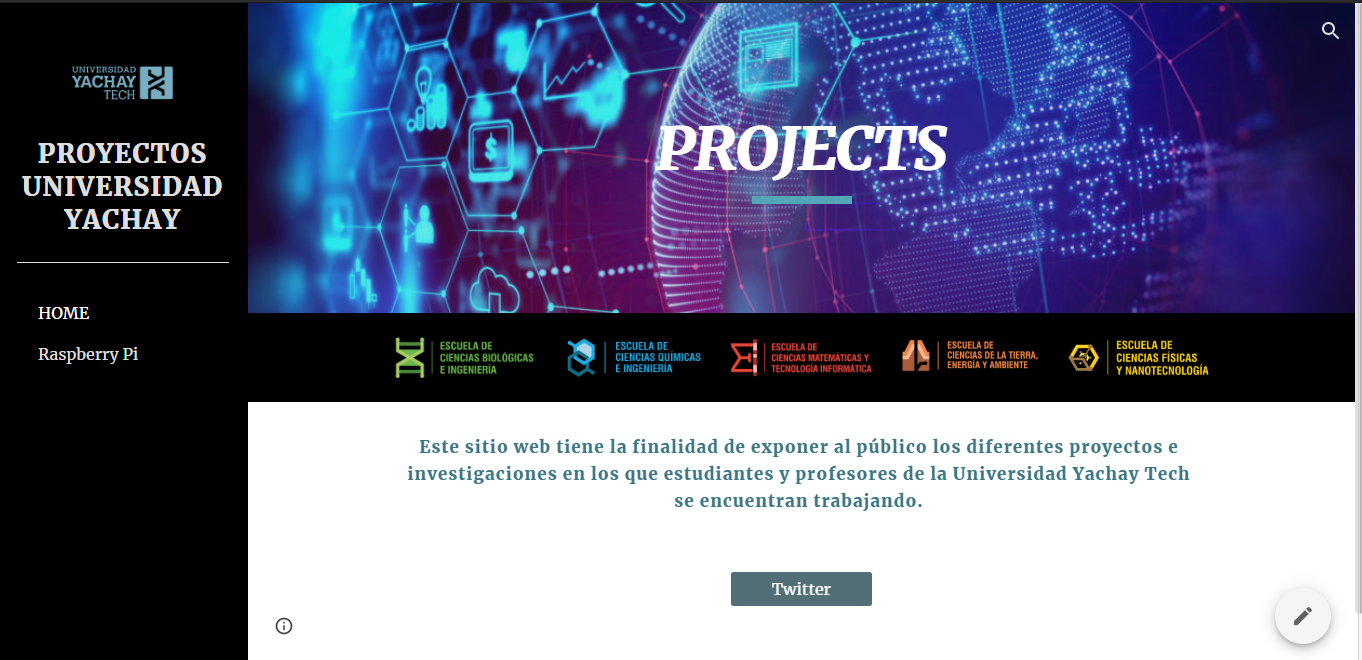 UNIVERSIDAD
YACHAY
TECH
PROYECTOS
UNIVERSIDAD
YACHAY
HOME
Raspberry Pi
PROJECTS
$
ESCUELA DE
CIENCIAS BIOLÓGICAS
E INGENIERÍA
ESCUELA DE
CIENCIAS QUÍMICAS
E INGENIERÍA
ESCUELA DE
CIENCIAS MATEMÁTICAS Y
TECNOLOGÍA INFORMÁTICA
ESCUELA DE
CIENCIAS DE LA TIERRA,
ENERGÍA Y AMBIENTE
ESCUELA DE
CIENCIAS FÍSICAS
Y NANOTECNOLOGÍA
Este sitio web tiene la finalidad de exponer al público los diferentes proyectos e
investigaciones en los que estudiantes y profesores de la Universidad Yachay Tech
se encuentran trabajando.
Twitter